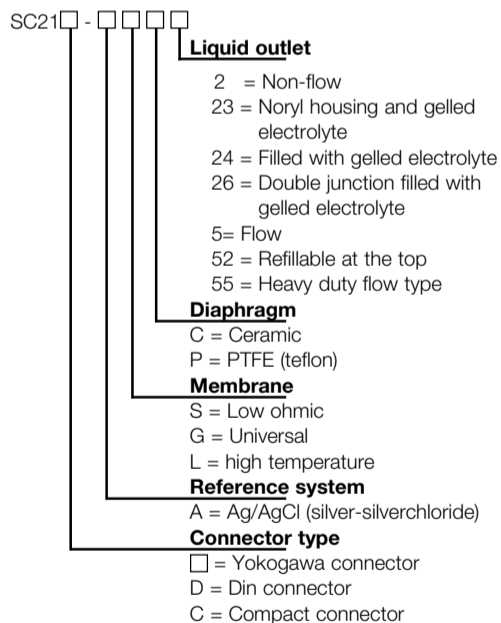 SC21□ - □ □ □ □
Liquid outlet
2 = Non-flow
23 = Noryl housing and gelled
electrolyte
24 = Filled with gelled electrolyte
26 = Double junction filled with
gelled electrolyte
5= Flow
52 = Refillable at the top
55 = Heavy duty flow type
Diaphragm
C = Ceramic
P = PTFE (teflon)
Membrane
S = Low ohmic
G = Universal
L = high temperature
Reference system
A = Ag/AgCl (silver-silverchloride)
Connector type
□ = Yokogawa connector
D = Din connector
C = Compact connector